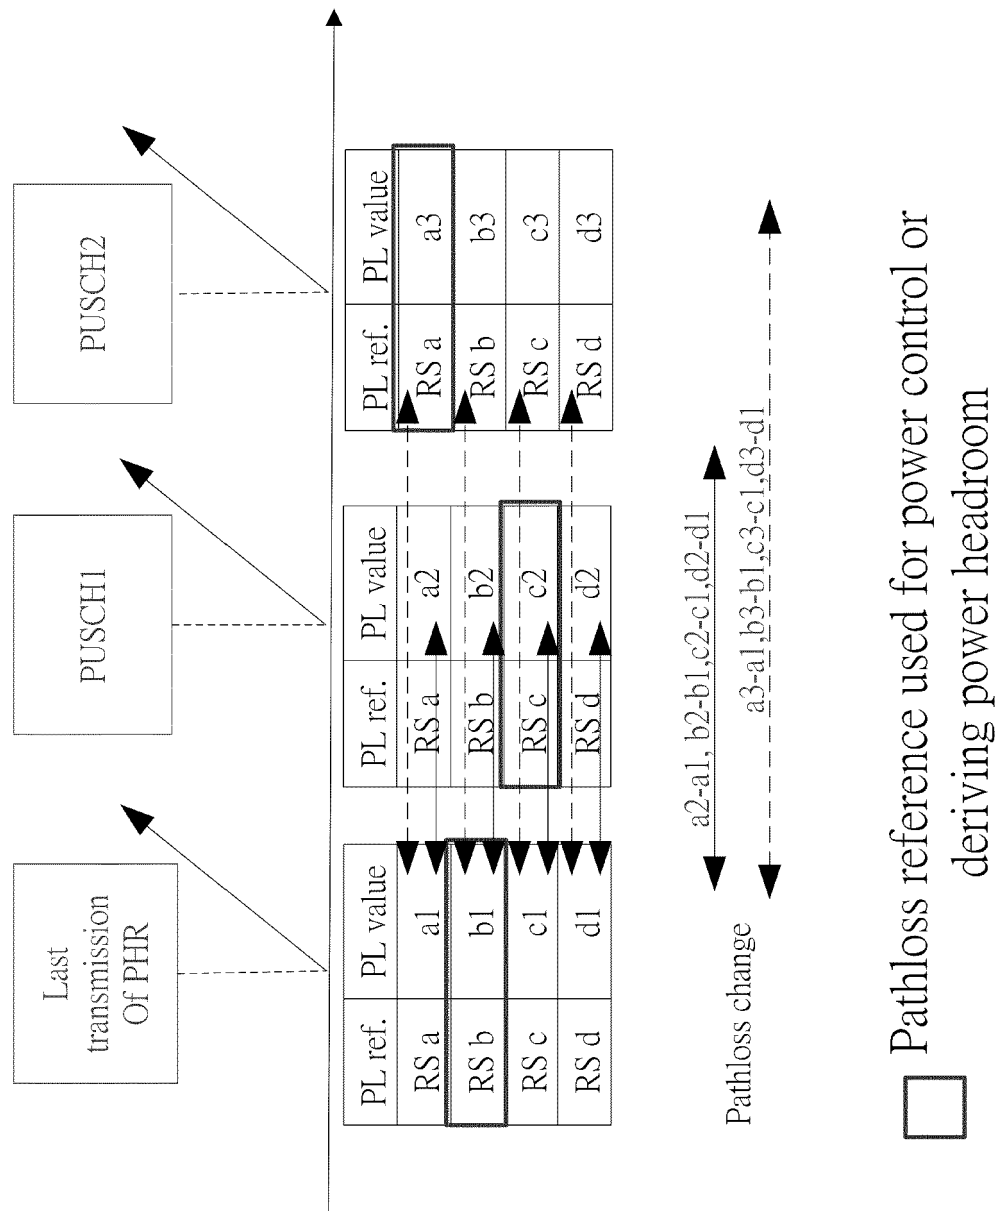 Last
transmission
Of PHR
PUSCH1
PUSCH2
PL ref. PL value
RS a a1
RS b b1
RS c c1
RS d d1
PL ref. PL value
RS a a2
RS b b2
RS c c2
RS d d2
PL ref. PL value
RS a a3
RS b b3
RS c c3
RS d d3
Pathloss change
a2-a1, b2-b1,c2-c1,d2-d1
a3-a1,b3-b1,c3-c1,d3-d1
Pathloss reference used for power control or
deriving power headroom